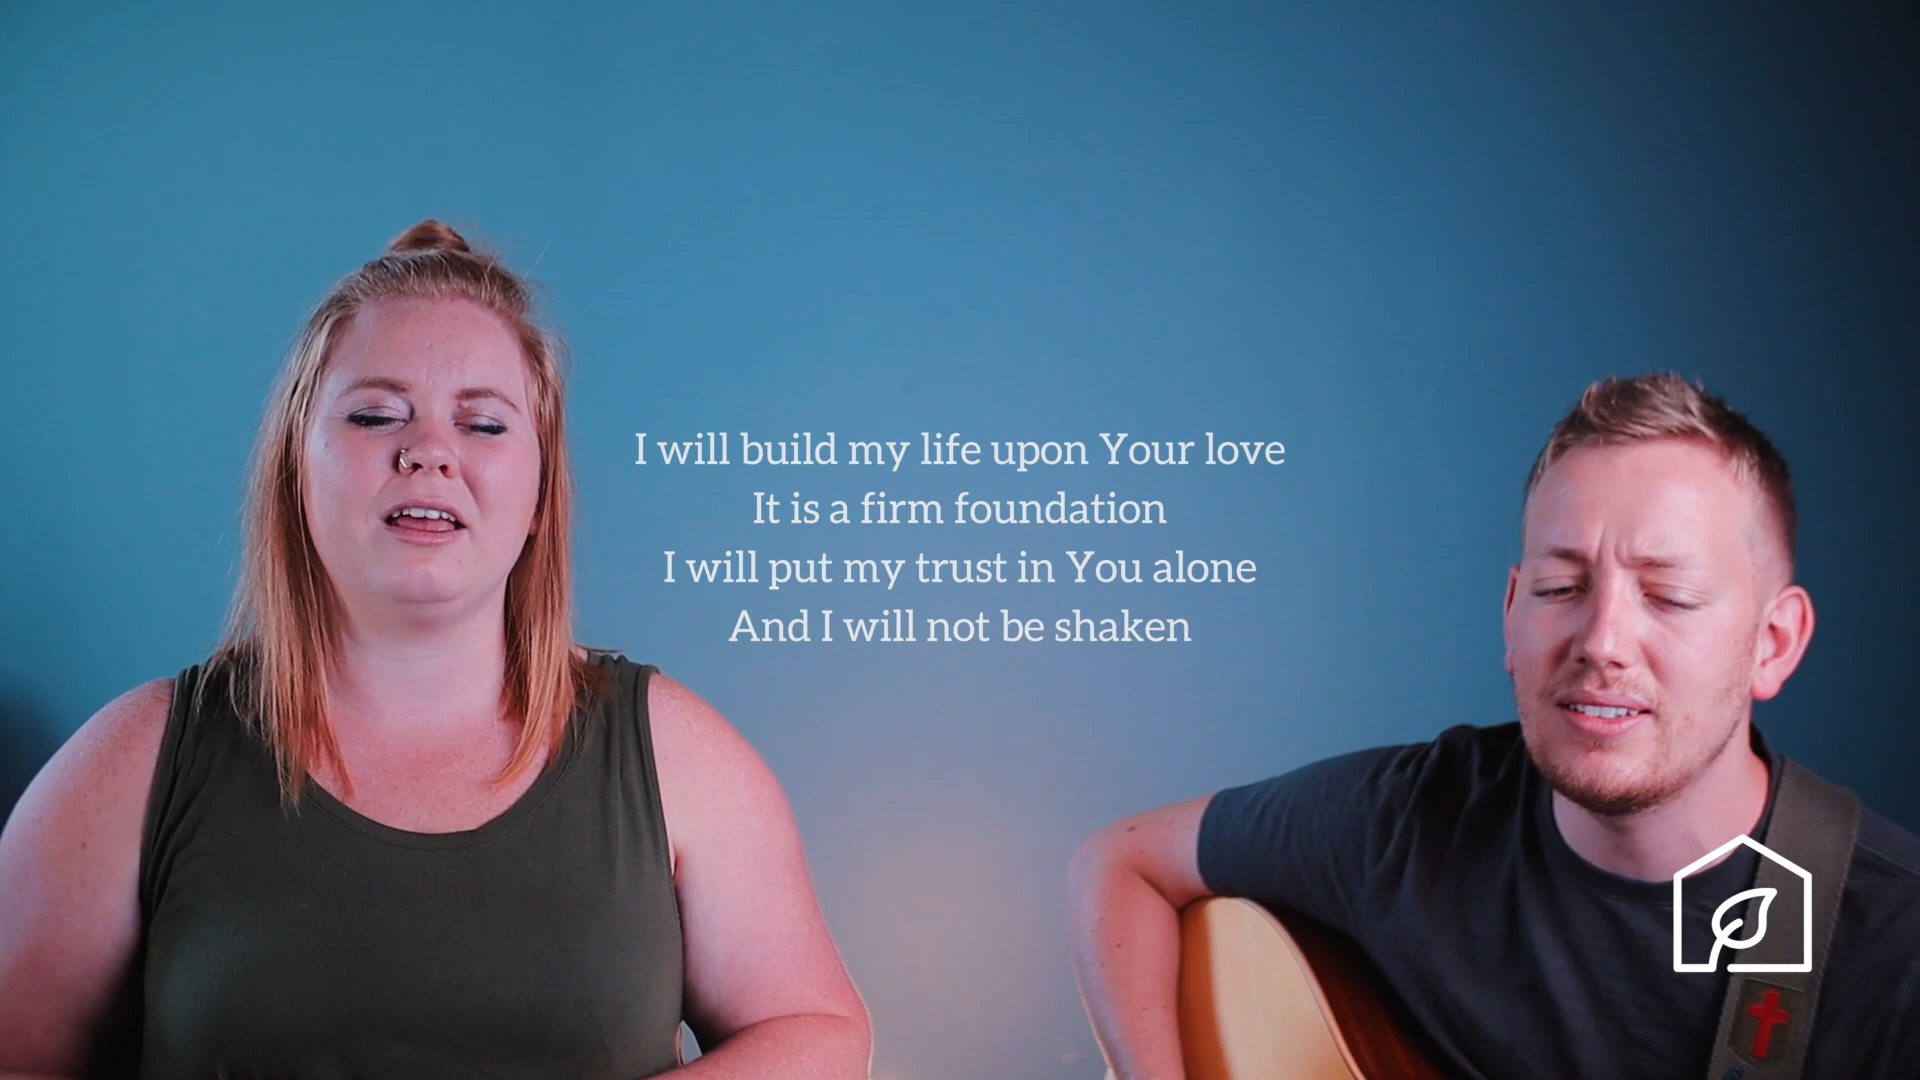 I will build my life upon Your love
It is a firm foundation
I will put my trust in You alone
And I will not be shaken